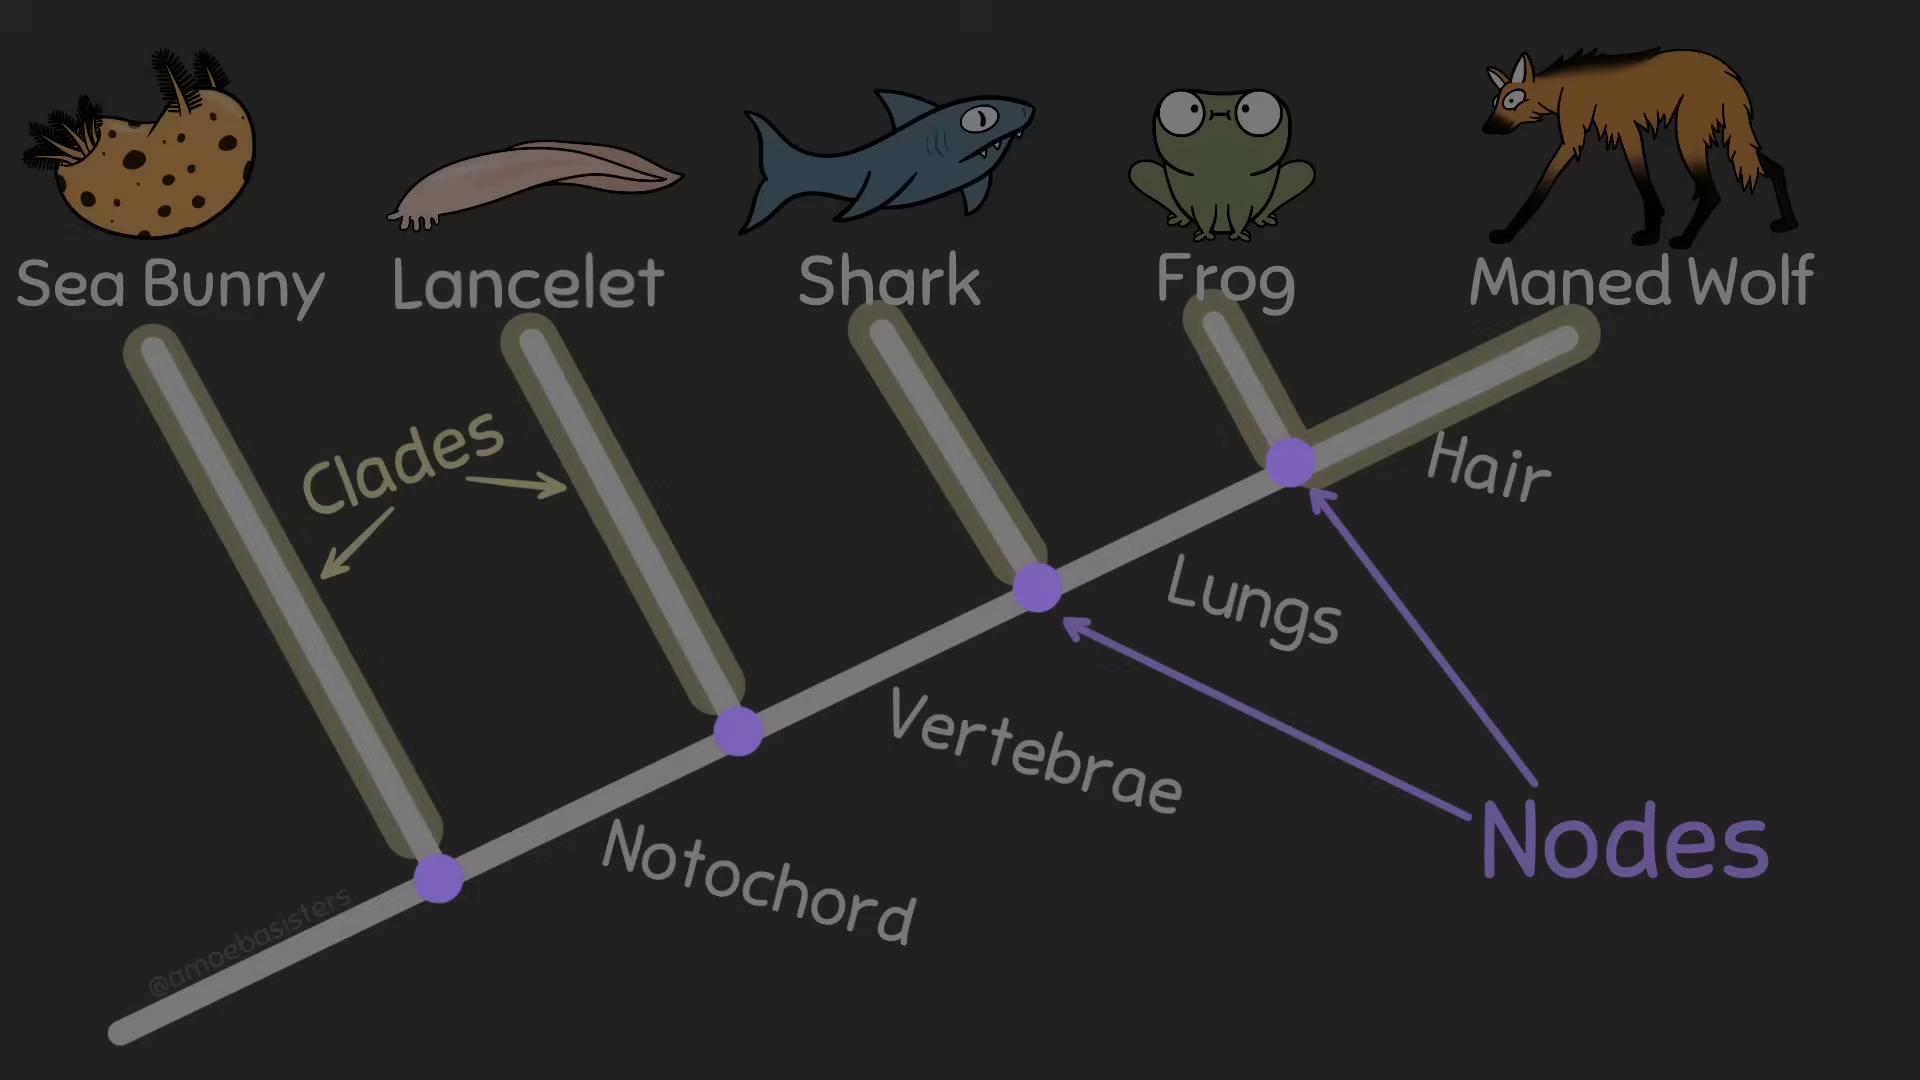 Sea Bunny
Lancelet
Shark
Frog
Maned Wolf
Clades
Hair
Lungs
Vertebrae
Notochord
Nodes
@amoebasisters